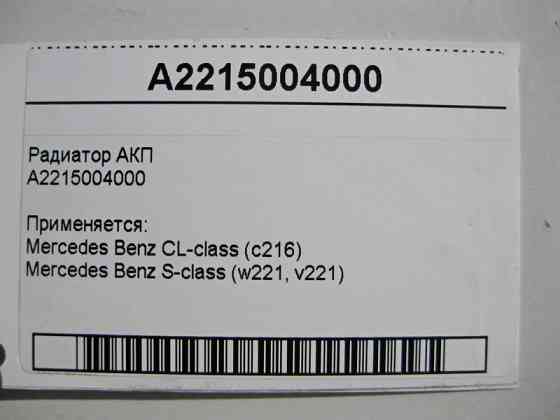 A2215004000
Радиатор АКП
A2215004000
Применяется:
Mercedes Benz CL-class (c216)
Mercedes Benz S-class (w221, v221)